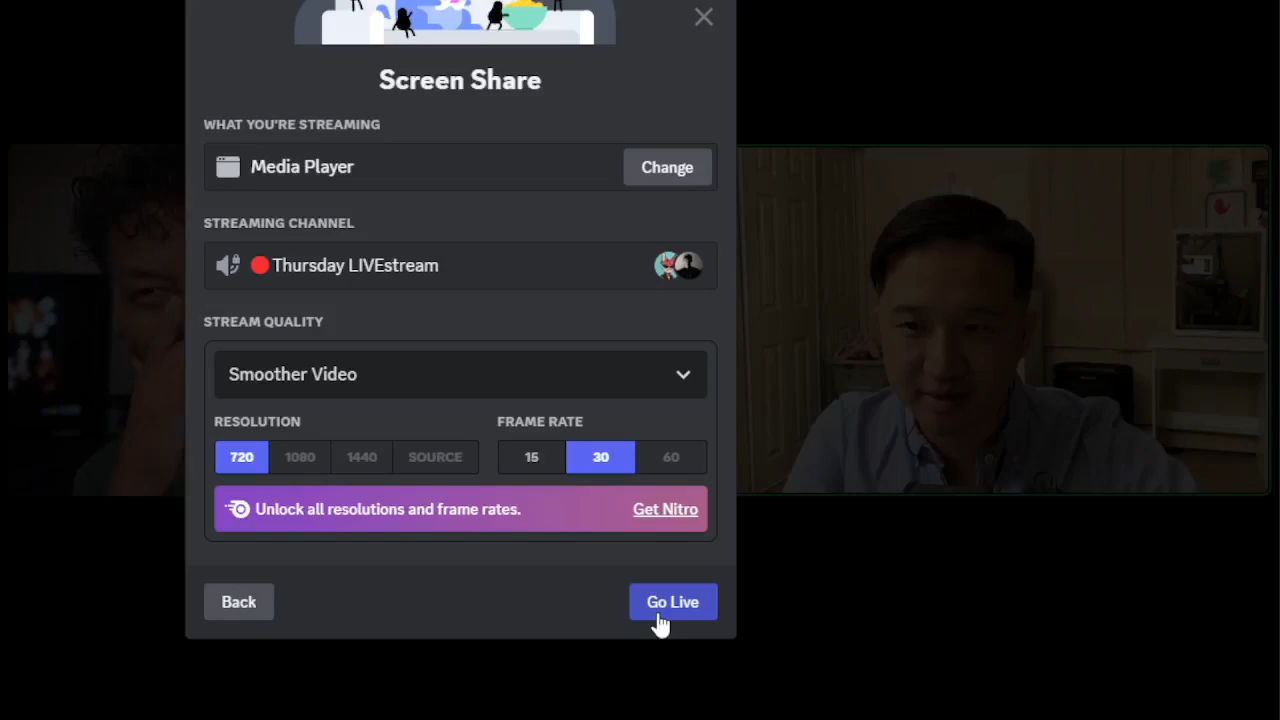 Screen Share
WHAT YOU'RE STREAMING
Media Player
Change
STREAMING CHANNEL
Thursday LIVEstream
STREAM QUALITY
Smoother Video
RESOLUTION
FRAME RATE
720 1080 1440 SOURCE
15 30 60
Unlock all resolutions and frame rates.
Get Nitro
Back
Go Live